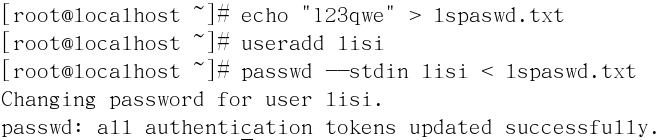 [root@localhost ~]# echo "123qwe" > lspaswd.txt
[root@localhost ~]# useradd lisi
[root@localhost ~]# passwd --stdin lisi < lspaswd.txt
Changing password for user lisi.
passwd: all authentication tokens updated successfully.